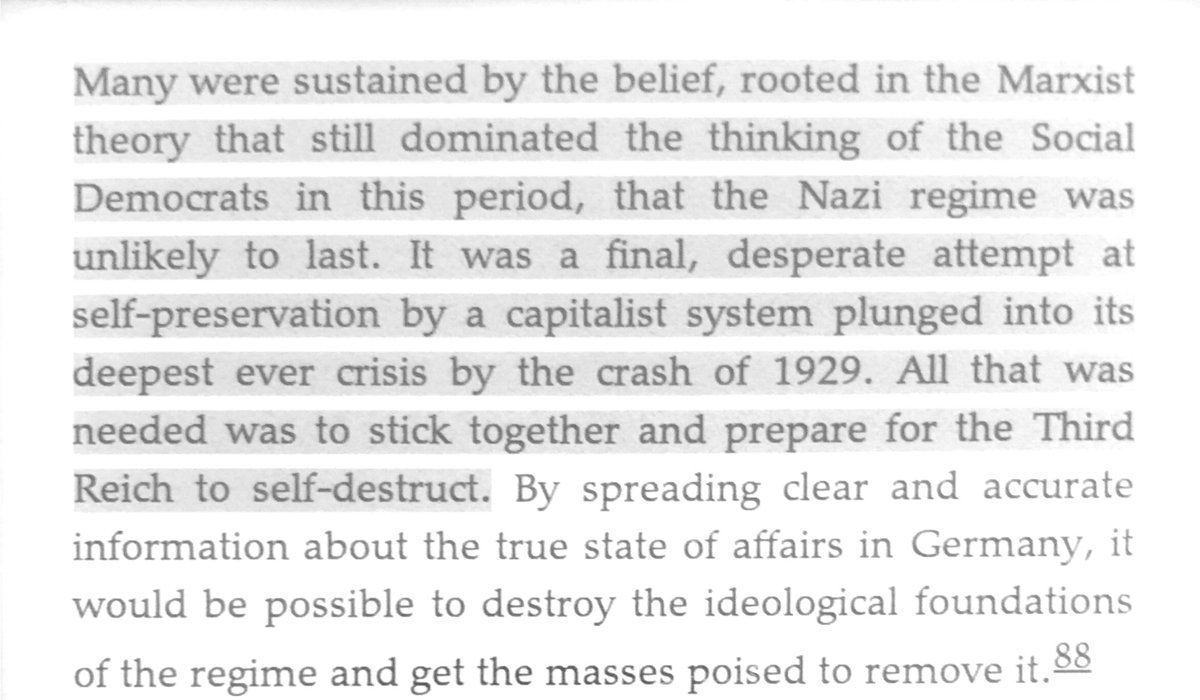 Many were sustained by the belief, rooted in the Marxist
theory that still dominated the thinking of the Social
Democrats in this period, that the Nazi regime was
unlikely to last. It was a final, desperate attempt at
self-preservation by a capitalist system plunged into its
deepest ever crisis by the crash of 1929. All that was
needed was to stick together and prepare for the Third
Reich to self-destruct. By spreading clear and accurate
information about the true state of affairs in Germany, it
would be possible to destroy the ideological foundations
of the regime and get the masses poised to remove it.88